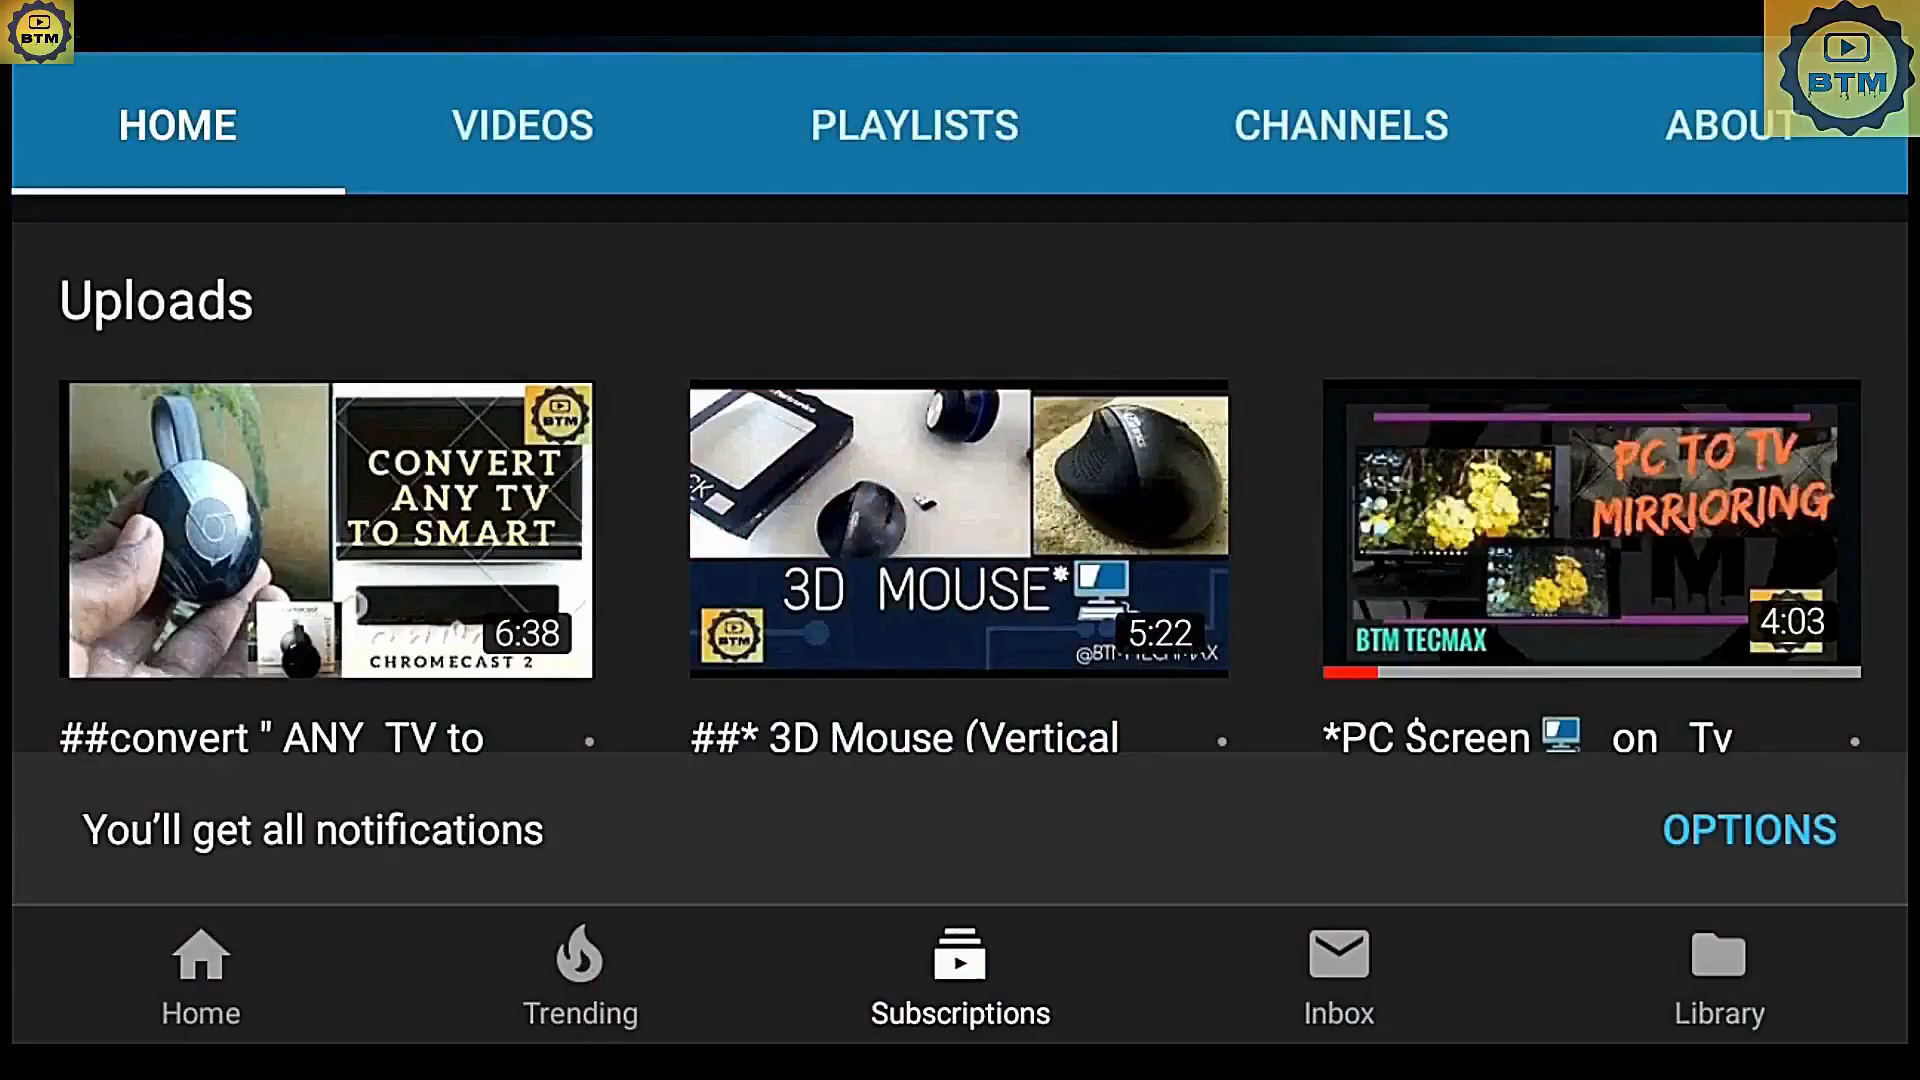 BTM
BTM
HOME VIDEOS PLAYLISTS CHANNELS ABOUT
Uploads
BTM
CONVERT
ANY TV
TO SMART
6:38
CHROMECAST 2
3D MOUSE*
BTM
5:22
PC TO TV
MIRRIORING
4:03
BTM TECMAX
##convert " ANY TV to
##* 3D Mouse (Vertical
*PC $creen 🖥️ on Tv
You’ll get all notifications
OPTIONS
Home Trending Subscriptions Inbox Library